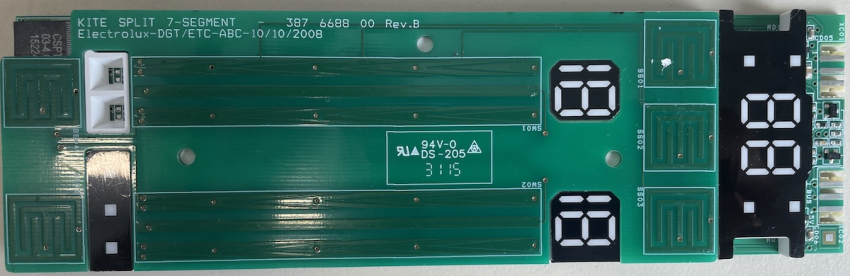 KITE SPLIT 7-SEGMENT - 387 6688 00 Rev.B
Electrolux-DGT/ETC-ABC-10/10/2008
SS01
SW01
94V-0
DS-205
3115
SS02
SW02
SS03